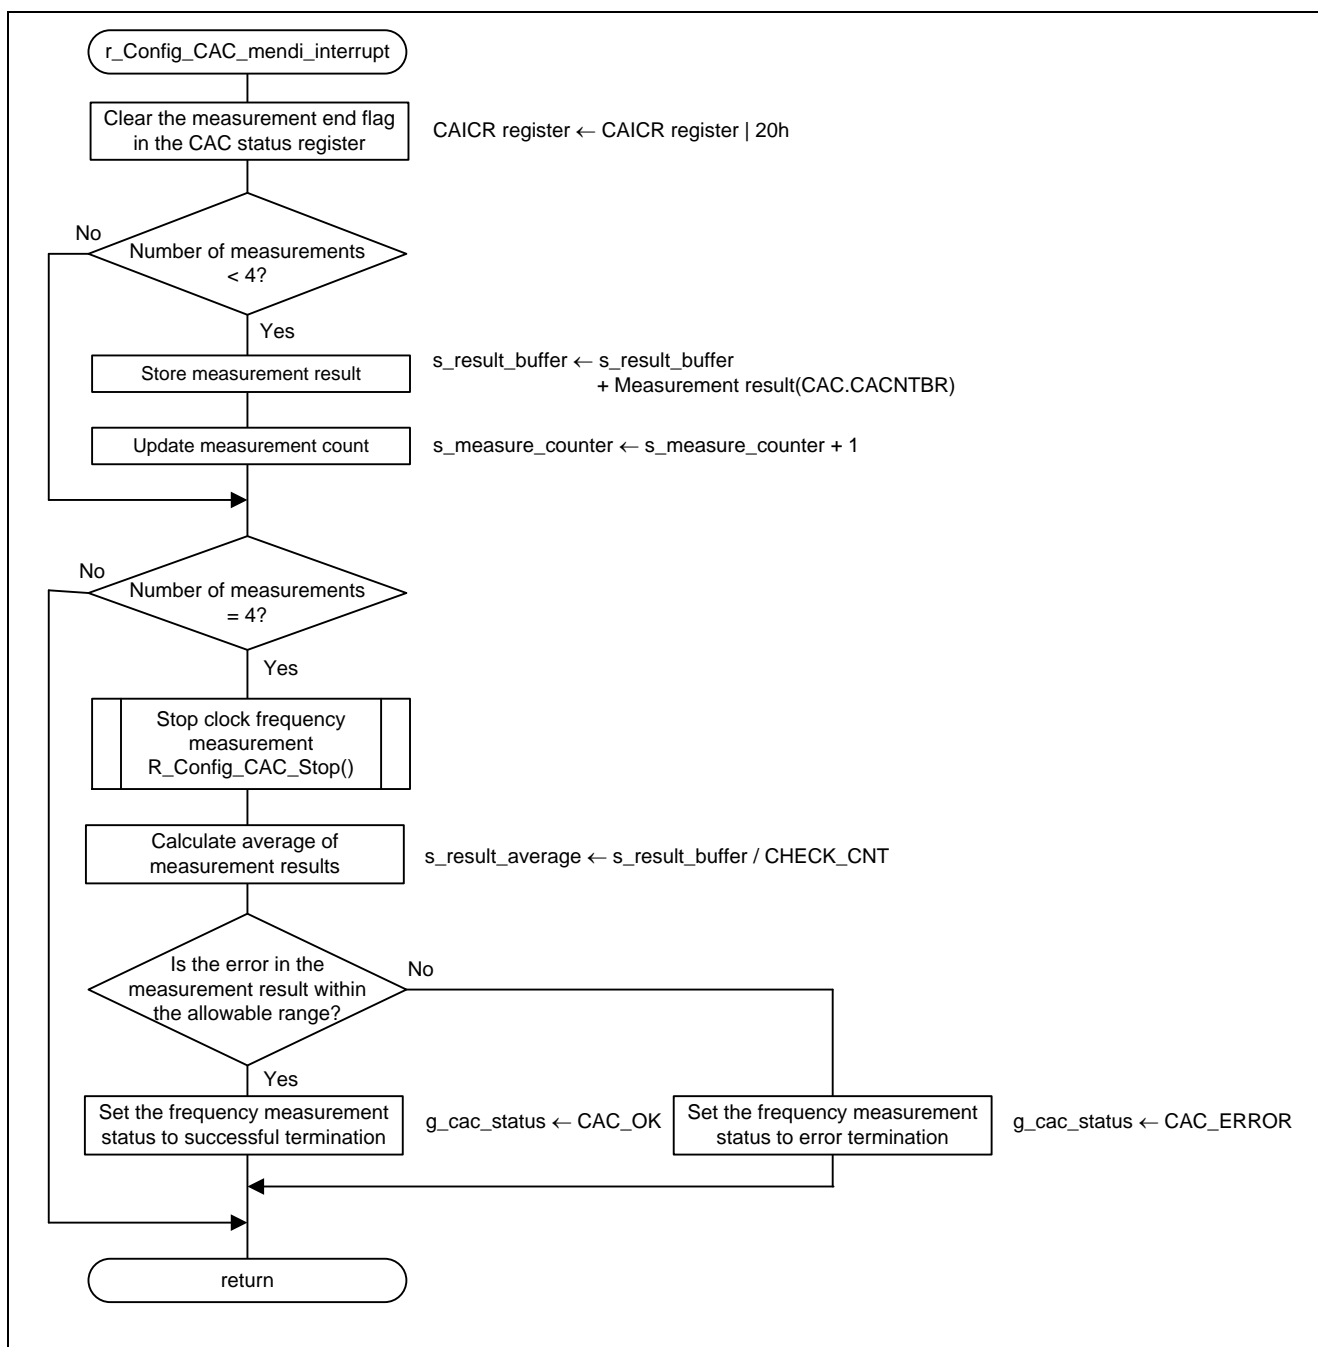 r_Config_CAC_mendi_interrupt
Clear the measurement end flag
in the CAC status register
CAICR register ← CAICR register | 20h
No
Number of measurements
< 4?
Yes
Store measurement result
s_result_buffer ← s_result_buffer
+ Measurement result(CAC.CACNTBR)
Update measurement count
s_measure_counter ← s_measure_counter + 1
No
Number of measurements
= 4?
Yes
Stop clock frequency
measurement
R_Config_CAC_Stop()
Calculate average of
measurement results
s_result_average ← s_result_buffer / CHECK_CNT
Is the error in the
measurement result within
the allowable range?
No
Yes
Set the frequency measurement
status to successful termination
g_cac_status ← CAC_OK
Set the frequency measurement
status to error termination
g_cac_status ← CAC_ERROR
return